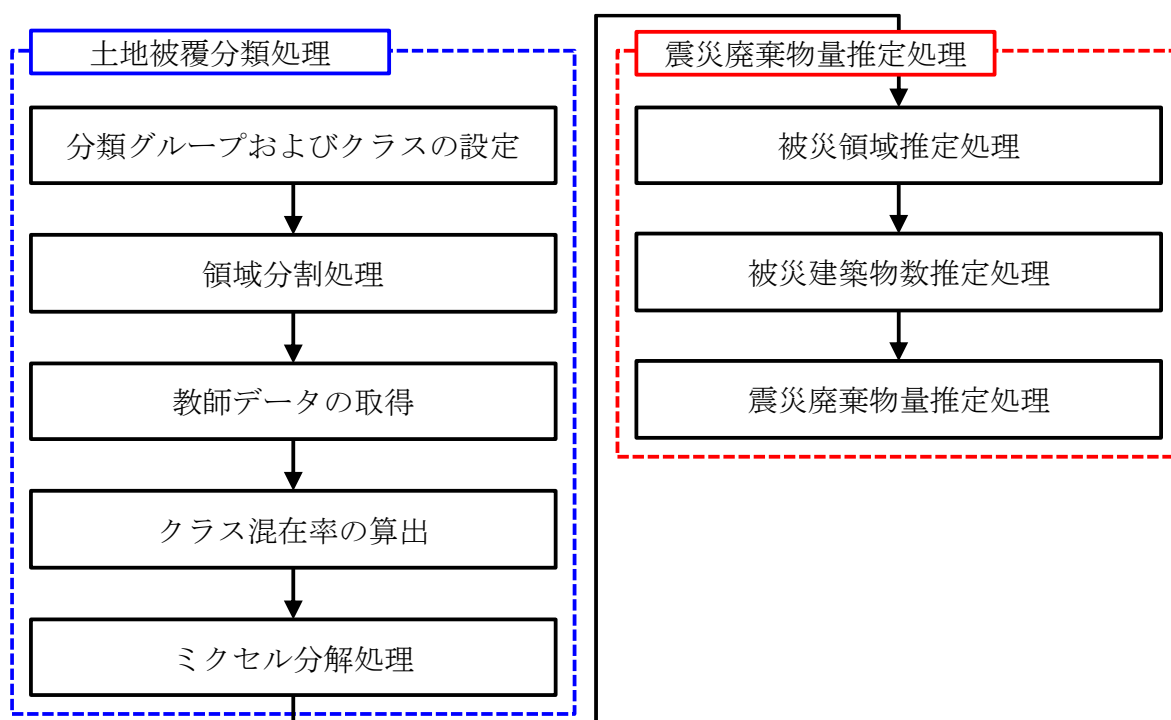 土地被覆分類処理
分類グループおよびクラスの設定
領域分割処理
教師データの取得
クラス混在率の算出
ミクセル分解処理
震災廃棄物量推定処理
被災領域推定処理
被災建築物数推定処理
震災廃棄物量推定処理